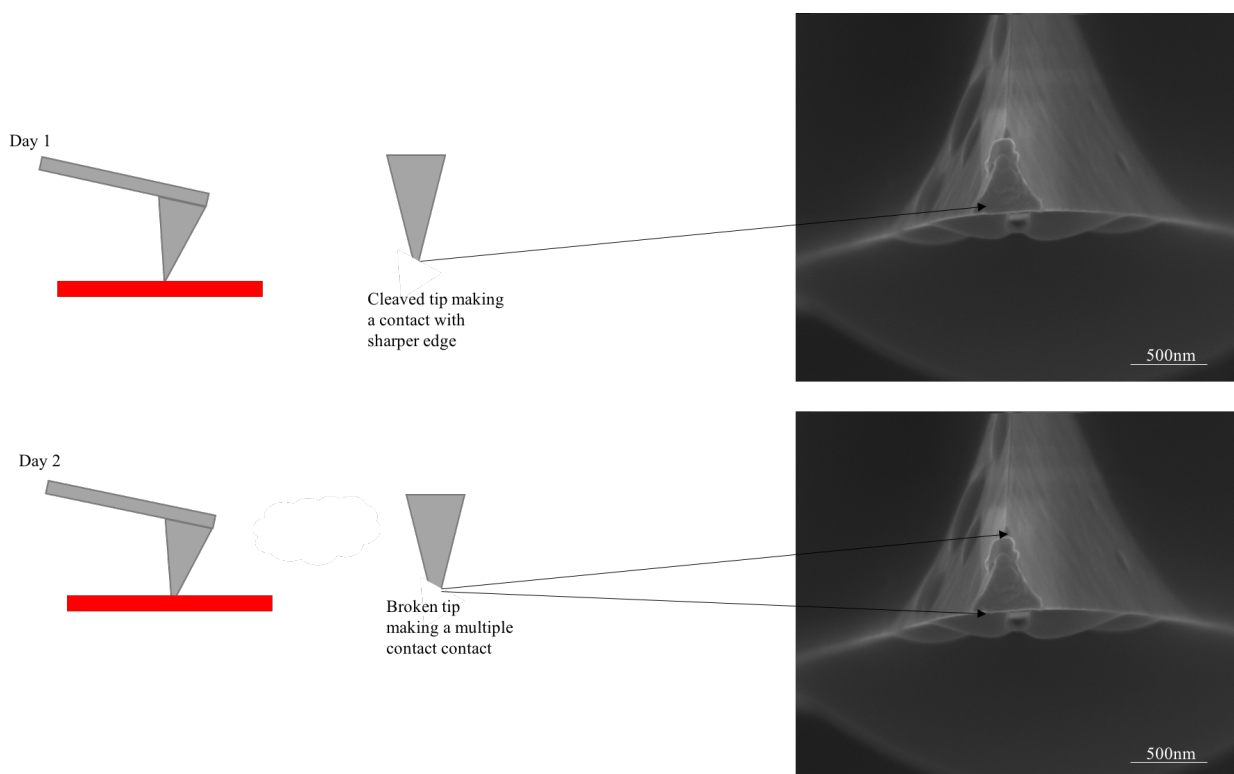 Day 1
Cleaved tip making
a contact with
sharper edge
500nm
Day 2
Broken tip
making a multiple
contact contact
500nm